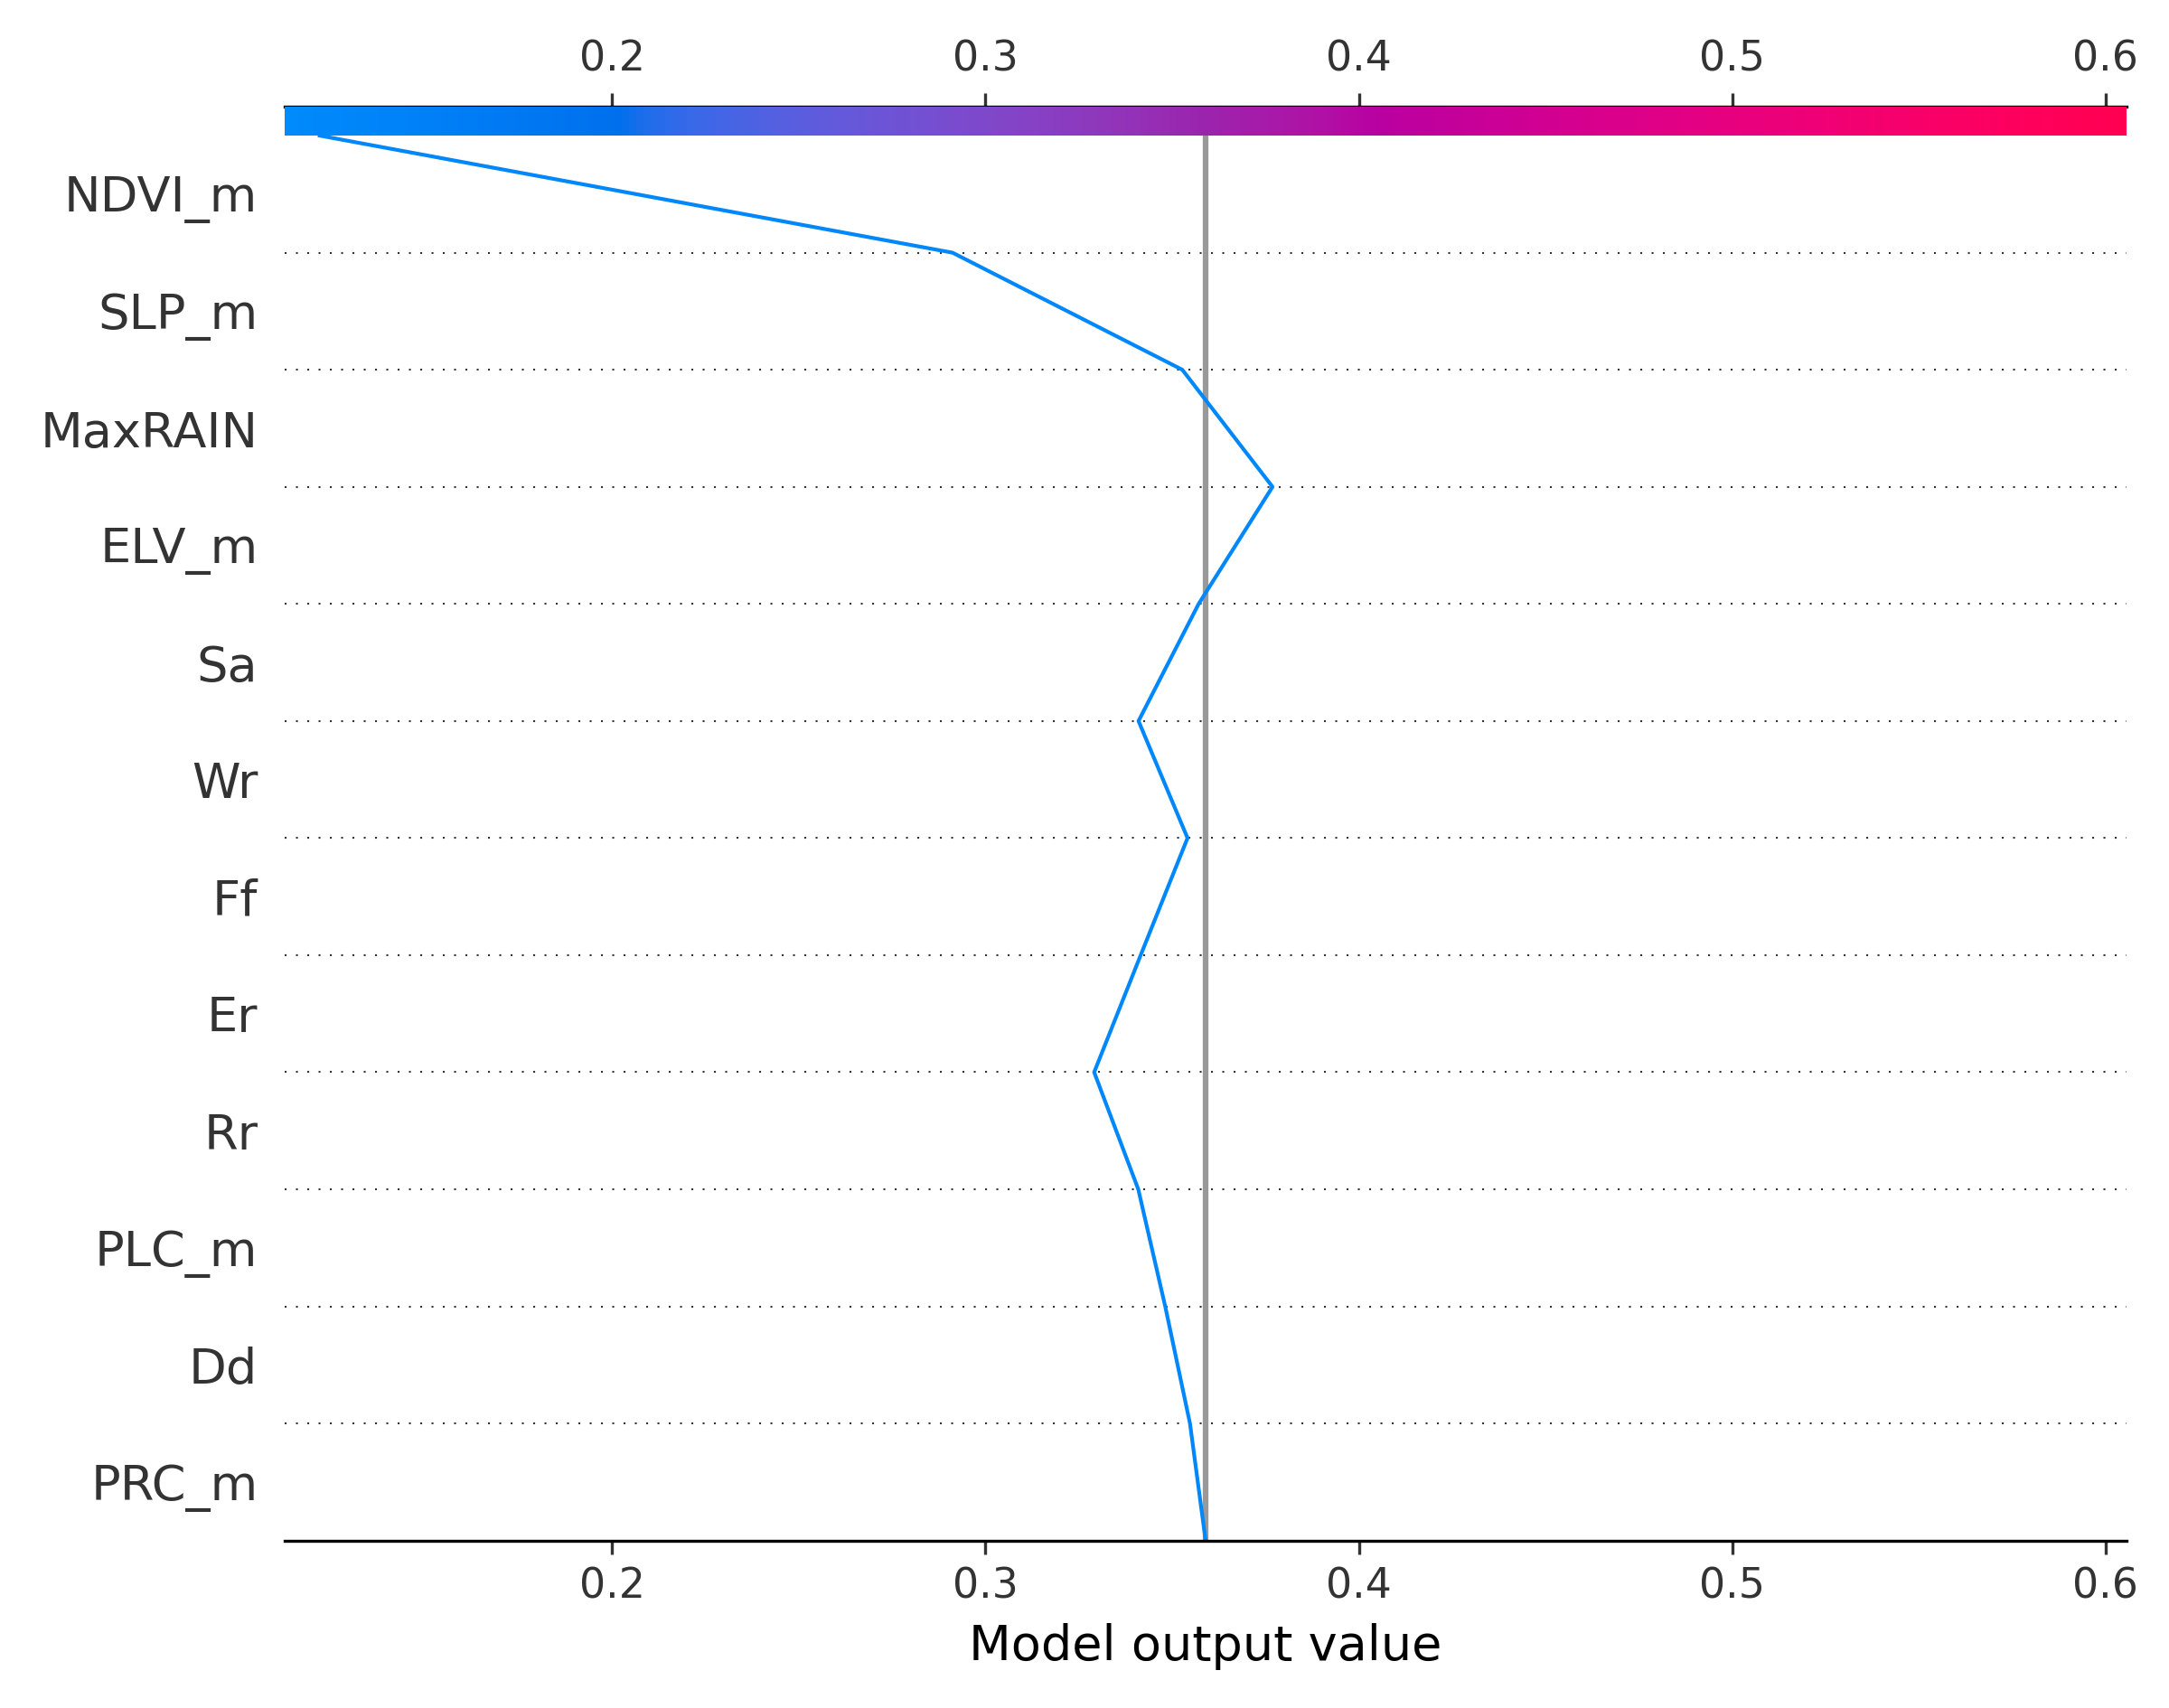 0.2 0.3 0.4 0.5 0.6
NDVI_m
SLP_m
MaxRAIN
ELV_m
Sa
Wr
Ff
Er
Rr
PLC_m
Dd
PRC_m
0.2 0.3 0.4 0.5 0.6
Model output value